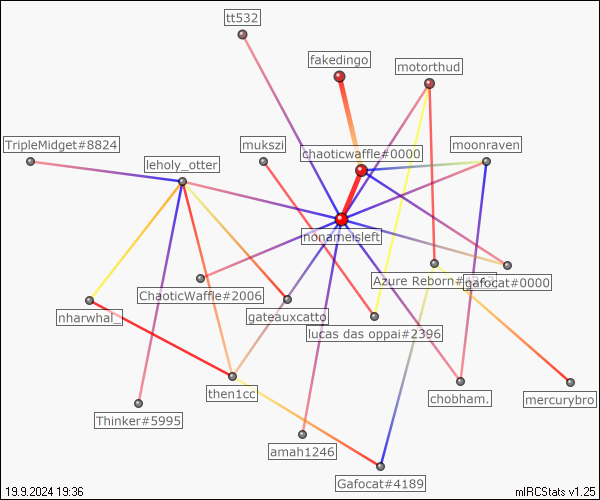 tt532
fakedingo
motorthud
TripleMidget#8824
leholy_otter
mukszi
chaoticwaffle#0000
moonraven
nonameisleft
ChaoticWaffle#2006
Azure Reborn#
gafocat#0000
nharwhal_
gateauxcatto
lucas das oppai#2396
then1cc
chobham.
mercurybro
Thinker#5995
amah1246
Gafocat#4189
19.9.2024 19:36
mIRCStats v1.25